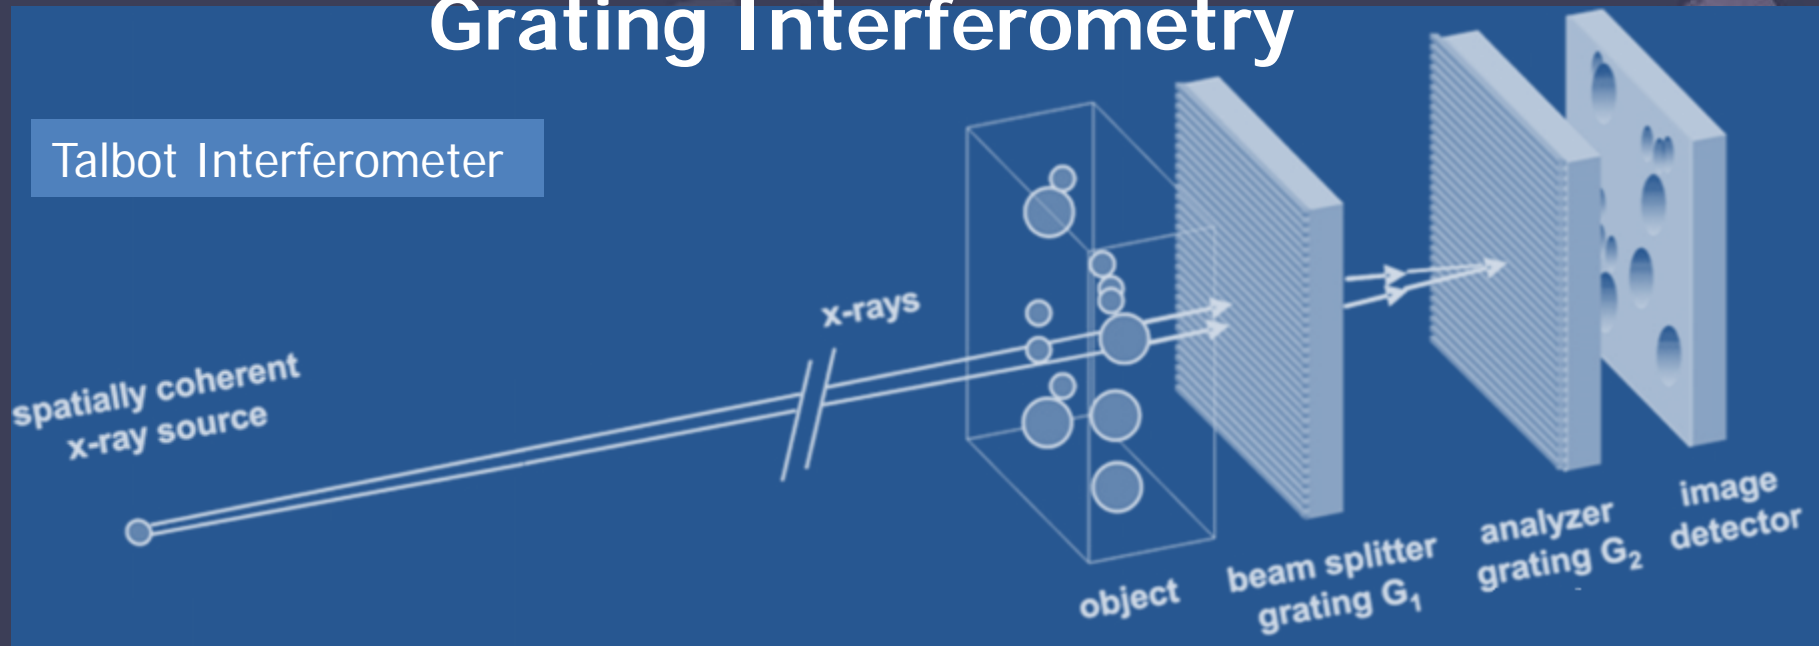 Grating Interferometry
Talbot Interferometer
x-rays
spatially coherent
x-ray source
object
beam splitter
grating G₁
analyzer
grating G₂
image
detector